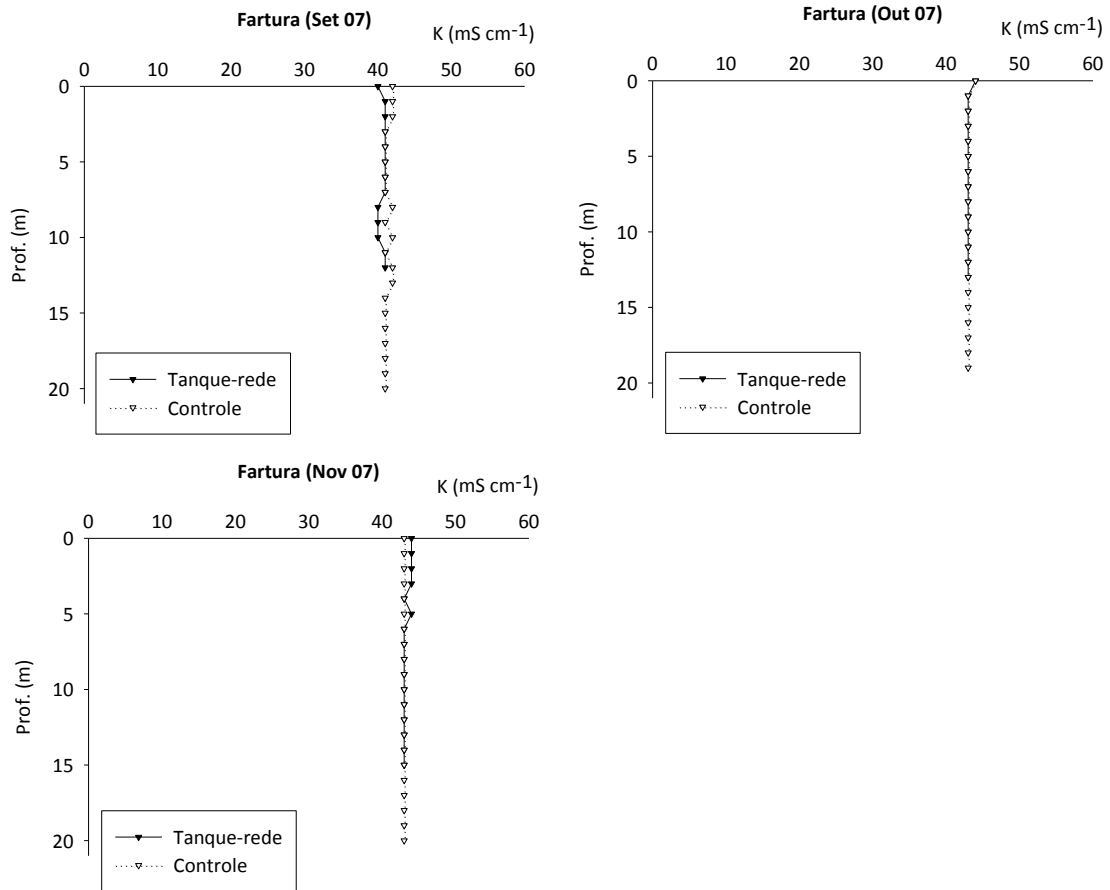 Fartura (Set 07)
K (mS cm-1)
0 10 20 30 40 50 60
0
5
10
15
20
Prof. (m)
Tanque-rede
Controle
Fartura (Out 07)
K (mS cm-1)
0 10 20 30 40 50 60
0
5
10
15
20
Prof. (m)
Tanque-rede
Controle
Fartura (Nov 07)
K (mS cm-1)
0 10 20 30 40 50 60
0
5
10
15
20
Prof. (m)
Tanque-rede
Controle